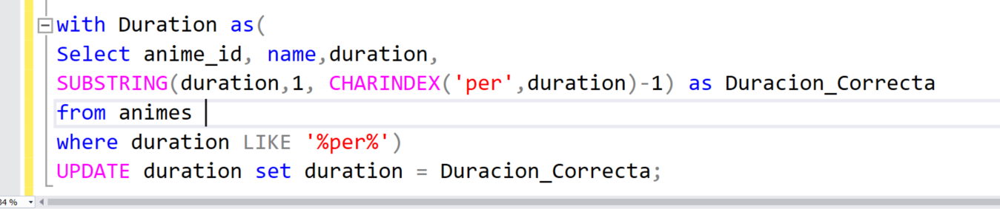 with Duration as(
Select anime_id, name,duration,
SUBSTRING(duration,1, CHARINDEX('per',duration)-1) as Duracion_Correcta
from animes
where duration LIKE '%per%')
UPDATE duration set duration = Duracion_Correcta;
34 %